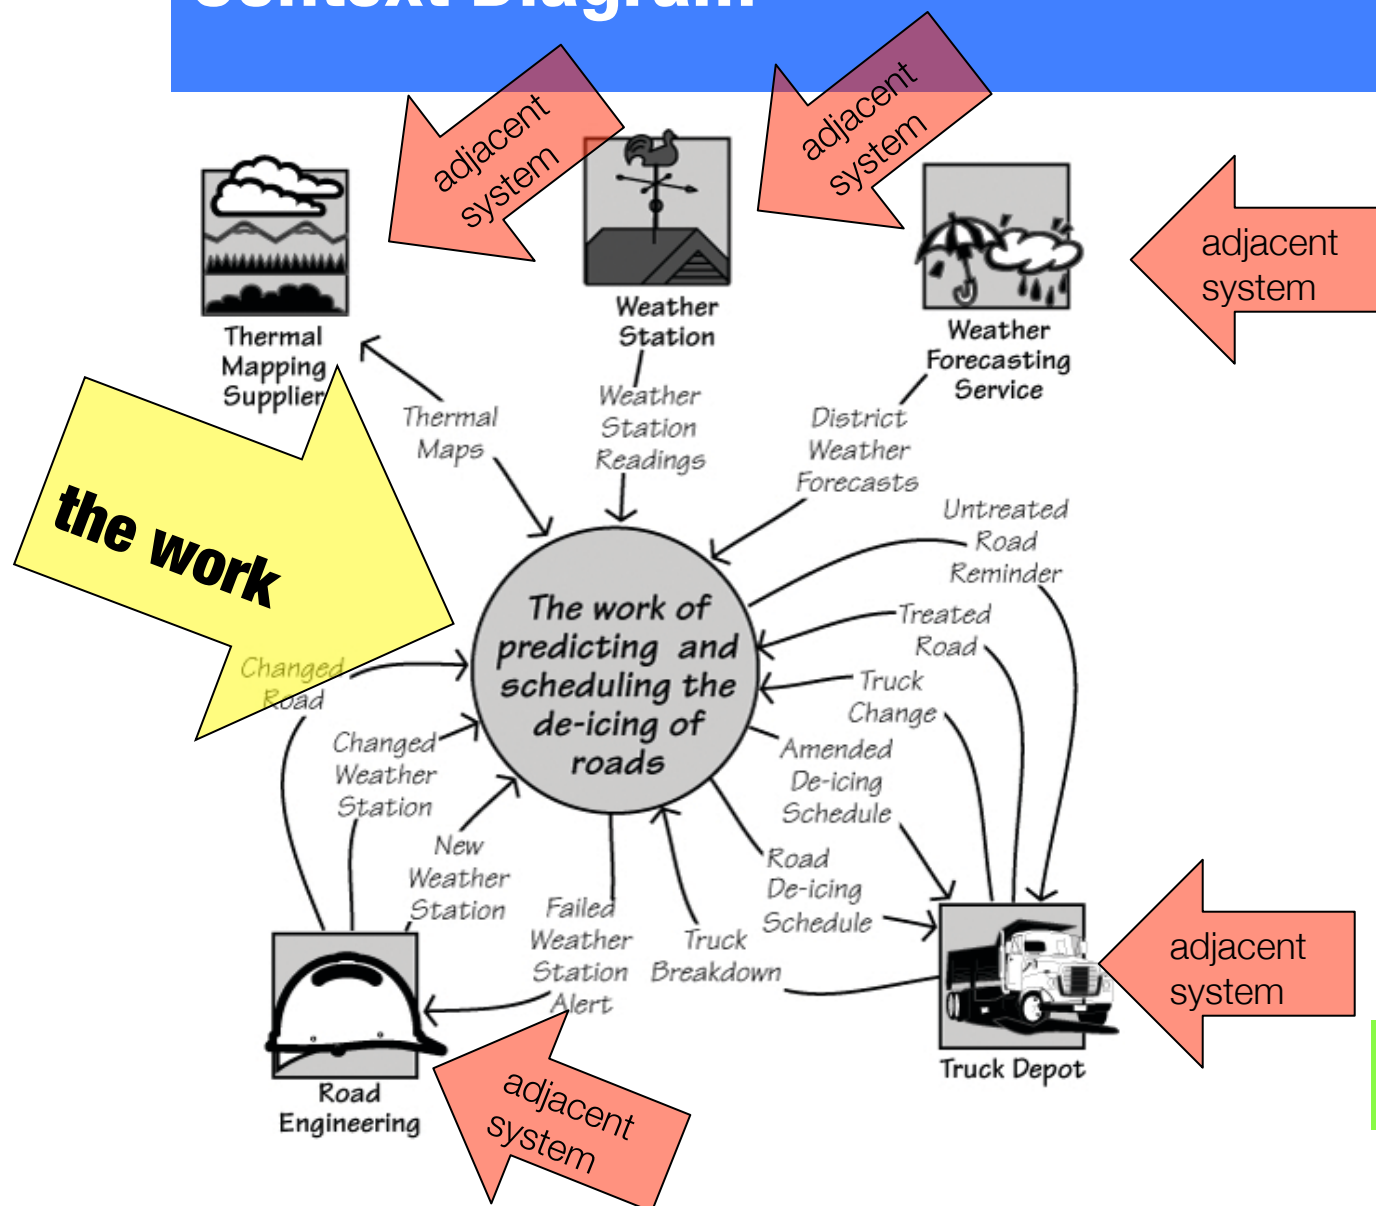 Context Diagram
adjacent
system
adjacent
system
adjacent
system
Thermal
Mapping
Supplier
Weather
Station
Weather
Forecasting
Service
Thermal
Maps
Weather
Station
Readings
District
Weather
Forecasts
the work
Untreated
Road
Reminder
The work of
predicting and
scheduling the
de-icing of
roads
Treated
Road
Truck
Change
Changed
Road
Changed
Weather
Station
Amended
De-icing
Schedule
New
Weather
Station
Road
De-icing
Schedule
Failed
Weather
Station
Alert
Truck
Breakdown
adjacent
system
Road
Engineering
Truck Depot
adjacent
system